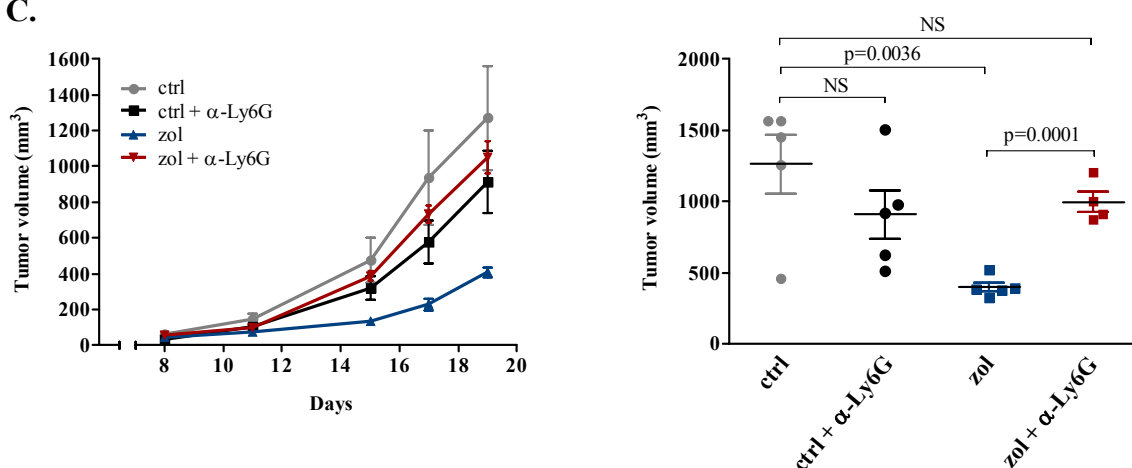 C.
1600
1400
1200
1000
800
600
400
200
0
Tumor volume (mm³)
ctrl
ctrl + α-Ly6G
zol
zol + α-Ly6G
8 10 12 14 16 18 20
Days
NS
p=0.0036
NS
p=0.0001
2000
1500
1000
500
0
Tumor volume (mm³)
ctrl
ctrl + α-Ly6G
zol
zol + α-Ly6G